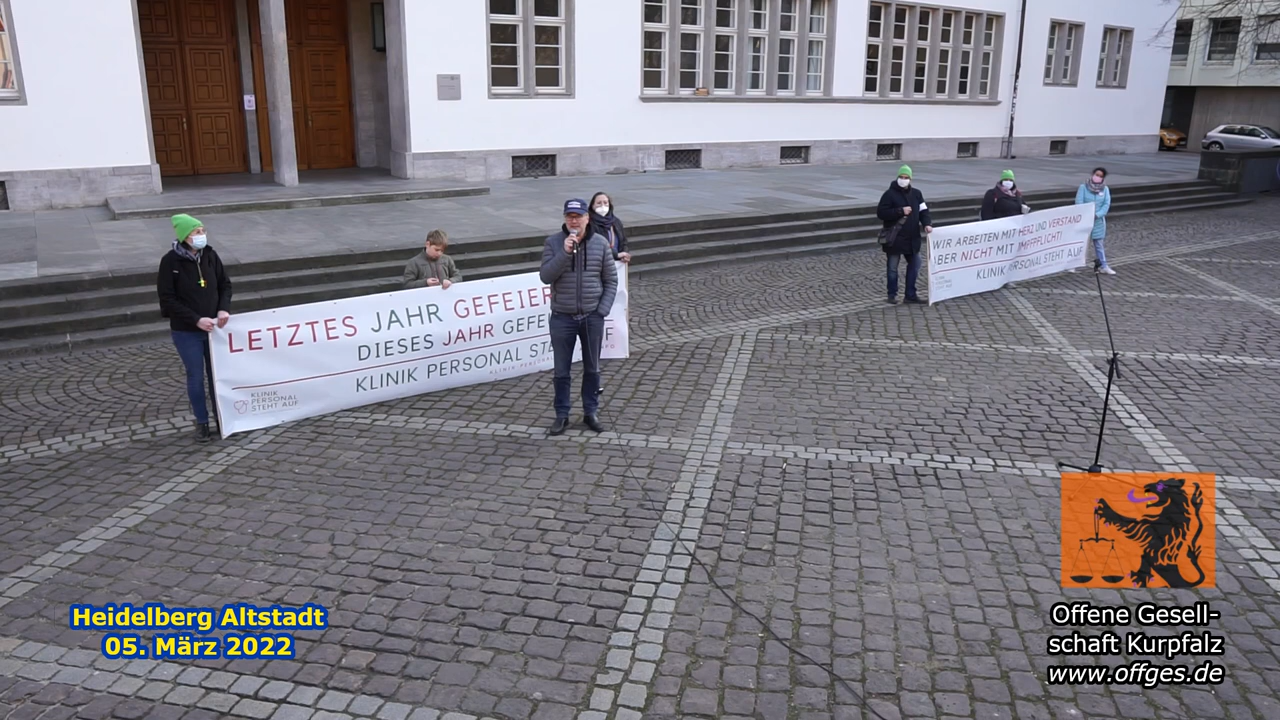 LETZTES JAHR GEFEIER
DIESES JAHR GEFE
KLINIK PERSONAL ST
KLINIK
PERSONAL
STEHT AUF
WIR ARBEITEN MIT HERZ UND VERSTAND
ABER NICHT MIT IMPFPFLICHT!
KLINIK PERSONAL STEHT AUF
Heidelberg Altstadt
05. März 2022
Offene Gesell-
schaft Kurpfalz
www.offges.de